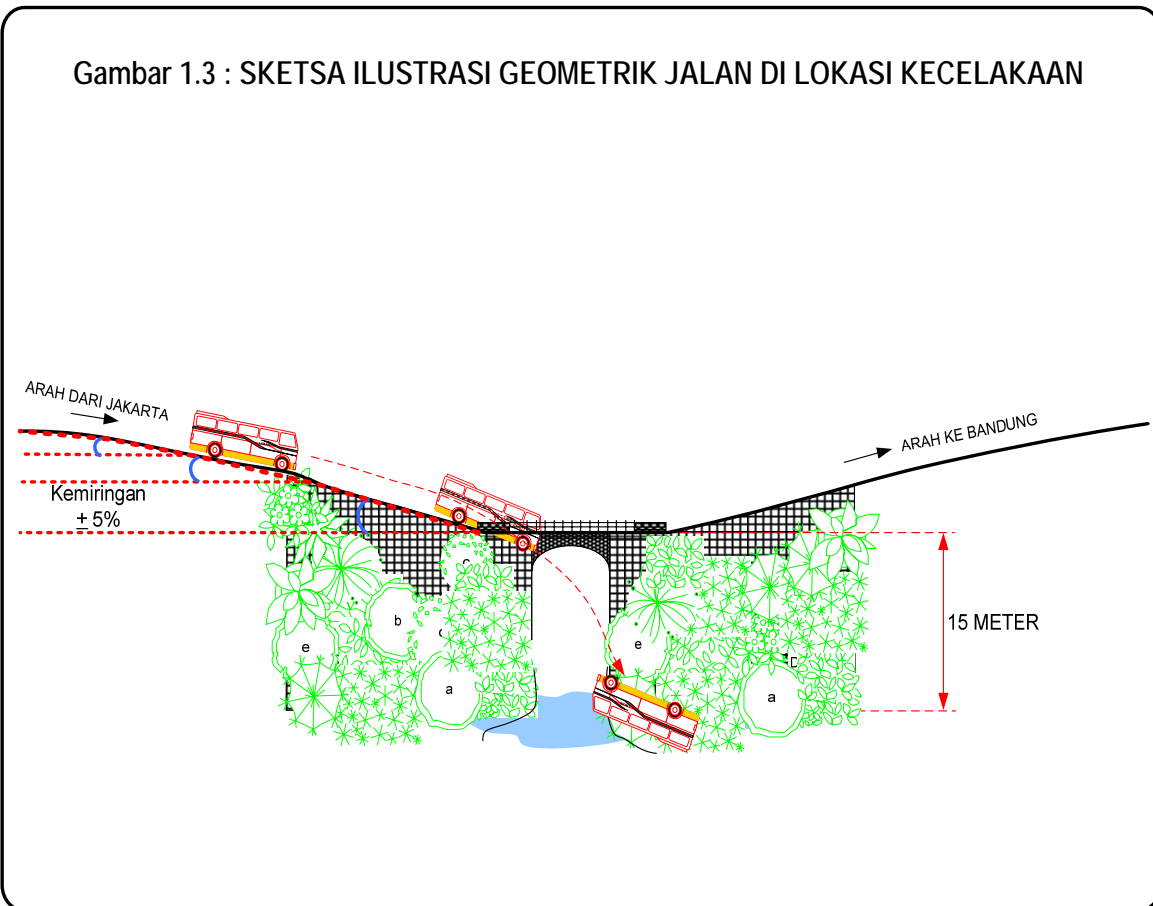 Gambar 1.3 : SKETSA ILUSTRASI GEOMETRIK JALAN DI LOKASI KECELAKAAN
ARAH DARI JAKARTA
ARAH KE BANDUNG
Kemiringan
± 5%
15 METER
c
b
c
e
e
a
a
D